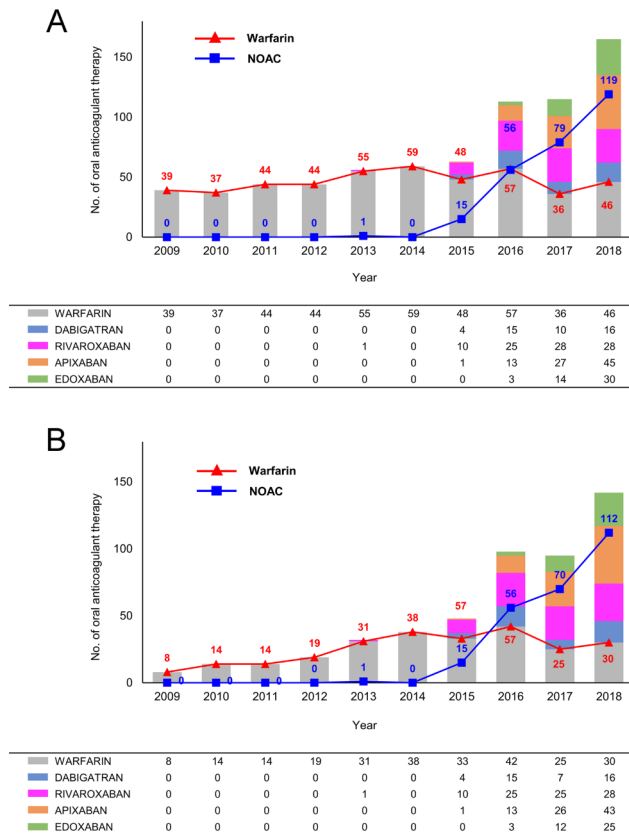 A
Warfarin
NOAC
No. of oral anticoagulant therapy
150
100
50
0
39 37 44 44 55 59 48 57 36 46
0 0 0 0 1 0 15 56 79 119
2009 2010 2011 2012 2013 2014 2015 2016 2017 2018
Year
WARFARIN 39 37 44 44 55 59 48 57 36 46
DABIGATRAN 0 0 0 0 0 0 4 15 10 16
RIVAROXABAN 0 0 0 0 1 0 10 25 28 28
APIXABAN 0 0 0 0 0 0 1 13 27 45
EDOXABAN 0 0 0 0 0 0 0 3 14 30
B
Warfarin
NOAC
No. of oral anticoagulant therapy
150
100
50
0
8 14 14 19 31 38 57 57 25 30
0 0 0 0 1 0 15 56 70 112
2009 2010 2011 2012 2013 2014 2015 2016 2017 2018
Year
WARFARIN 8 14 14 19 31 38 33 42 25 30
DABIGATRAN 0 0 0 0 0 0 4 15 7 16
RIVAROXABAN 0 0 0 0 1 0 10 25 25 28
APIXABAN 0 0 0 0 0 0 1 13 26 43
EDOXABAN 0 0 0 0 0 0 0 3 12 25